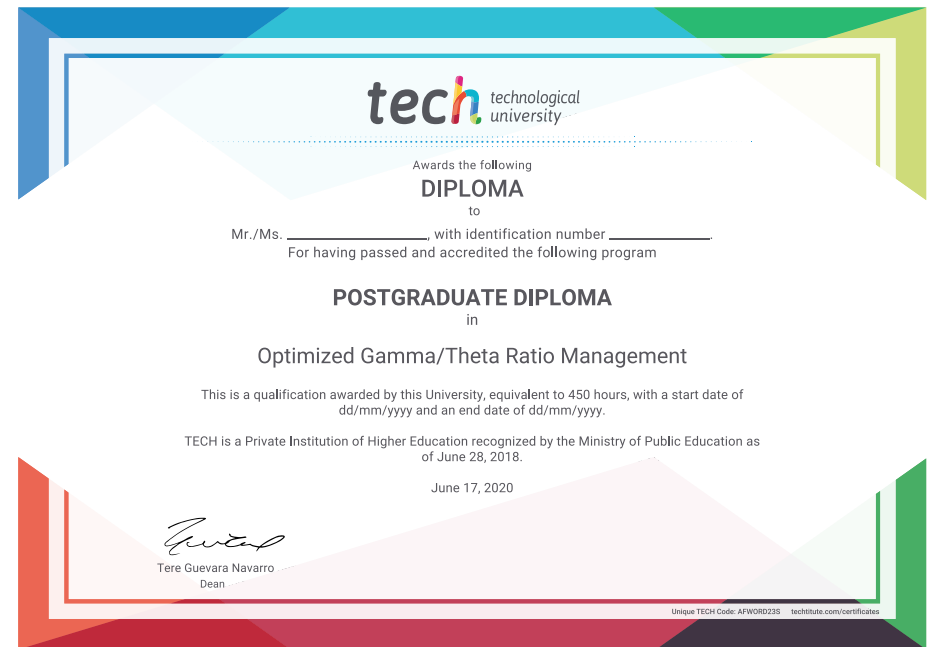 tech technological
university
Awards the following
DIPLOMA
to
Mr./Ms. ____________________, with identification number ______________.
For having passed and accredited the following program
POSTGRADUATE DIPLOMA
in
Optimized Gamma/Theta Ratio Management
This is a qualification awarded by this University, equivalent to 450 hours, with a start date of
dd/mm/yyyy and an end date of dd/mm/yyyy.
TECH is a Private Institution of Higher Education recognized by the Ministry of Public Education as
of June 28, 2018.
June 17, 2020
Tere Guevara Navarro
Dean
Unique TECH Code: AFWORD23S techtitute.com/certificates